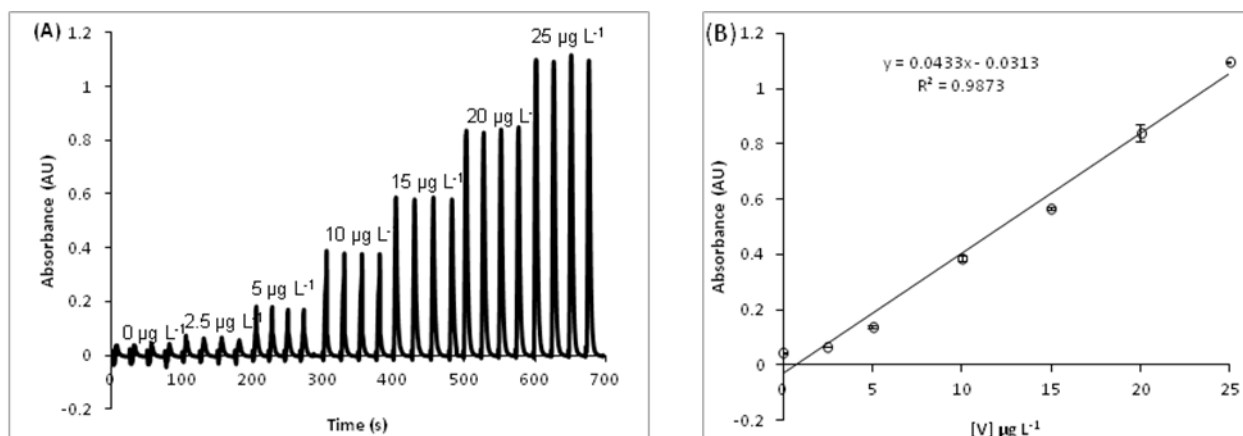 (A)
1.2
1
0.8
0.6
0.4
0.2
0
-0.2
Absorbance (AU)
0 µg L-1
2.5 µg L-1
5 µg L-1
10 µg L-1
15 µg L-1
20 µg L-1
25 µg L-1
0 100 200 300 400 500 600 700
Time (s)
(B)
1.2
1
0.8
0.6
0.4
0.2
0
-0.2
Absorbance (AU)
y = 0.0433x - 0.0313
R² = 0.9873
0 5 10 15 20 25
[V] µg L-1